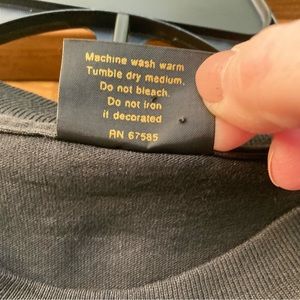 Machine wash warm
Tumble dry medium.
Do not bleach.
Do not iron
if decorated
RN 67585